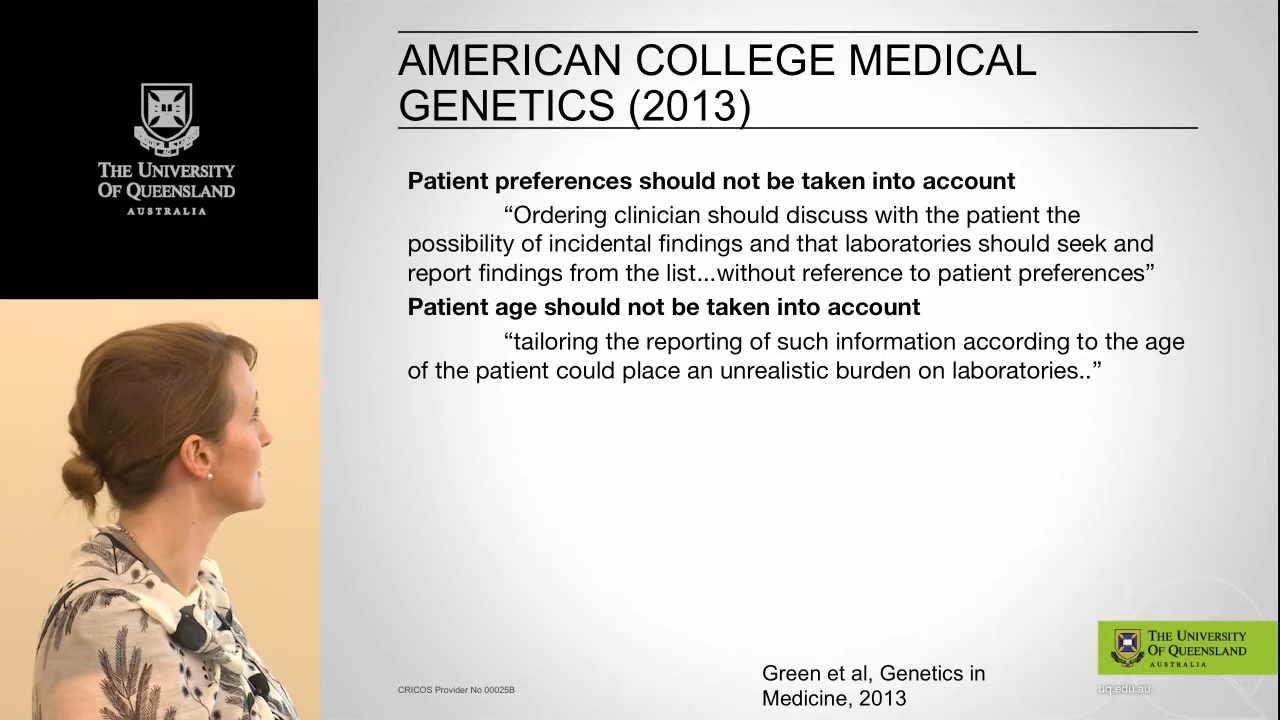 THE UNIVERSITY
OF QUEENSLAND
AUSTRALIA
AMERICAN COLLEGE MEDICAL
GENETICS (2013)
Patient preferences should not be taken into account
“Ordering clinician should discuss with the patient the
possibility of incidental findings and that laboratories should seek and
report findings from the list...without reference to patient preferences”
Patient age should not be taken into account
“tailoring the reporting of such information according to the age
of the patient could place an unrealistic burden on laboratories..”
Green et al, Genetics in
Medicine, 2013
CRICOS Provider No 00025B
THE UNIVERSITY
OF QUEENSLAND
AUSTRALIA
uq.edu.au